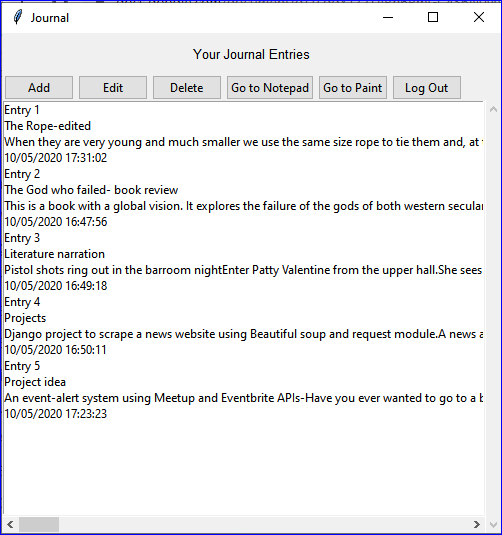 Journal
Your Journal Entries
Add Edit Delete Go to Notepad Go to Paint Log Out
Entry 1
The Rope-edited
When they are very young and much smaller we use the same size rope to tie them and, at
Entry 2
10/05/2020 17:31:02
The God who failed- book review
This is a book with a global vision. It explores the failure of the gods of both western secular
10/05/2020 16:47:56
Entry 3
Literature narration
Pistol shots ring out in the barroom nightEnter Patty Valentine from the upper hall.She sees
10/05/2020 16:49:18
Entry 4
Projects
Django project to scrape a news website using Beautiful soup and request module.A news
10/05/2020 16:50:11
Entry 5
Project idea
An event-alert system using Meetup and Eventbrite APIs-Have you ever wanted to go to a
10/05/2020 17:23:23